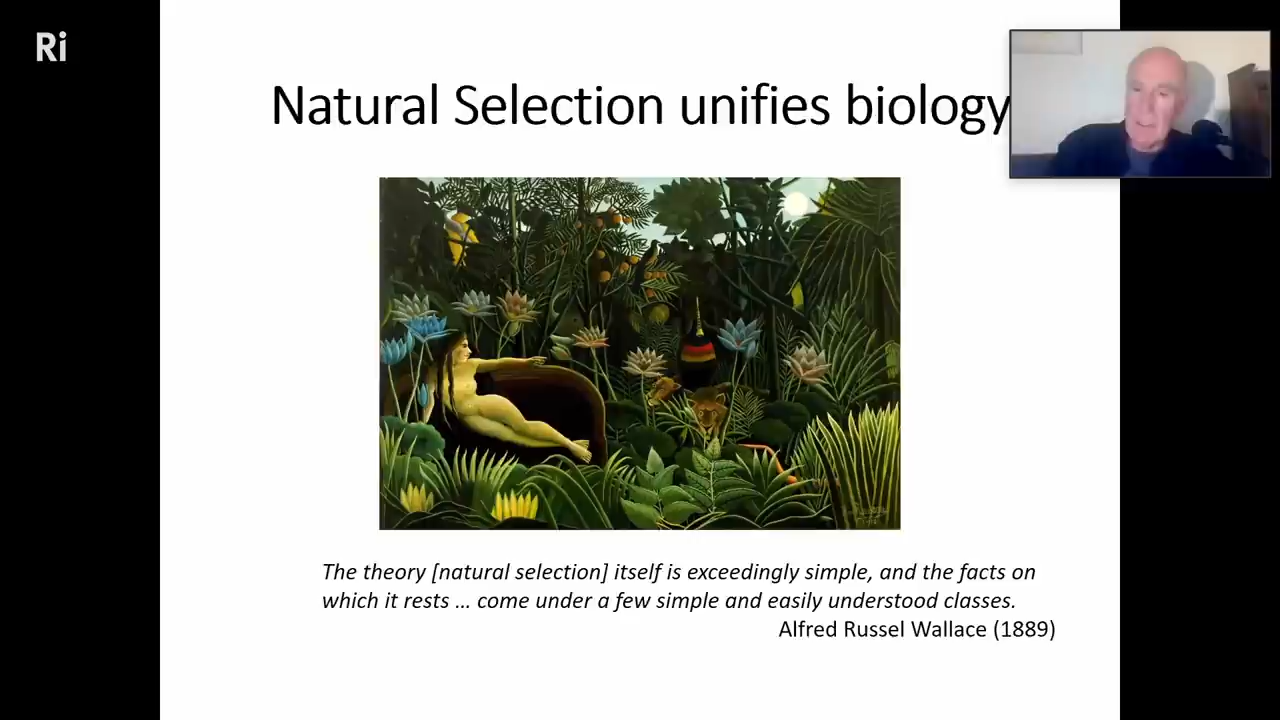 Ri
Natural Selection unifies biology
The theory [natural selection] itself is exceedingly simple, and the facts on
which it rests … come under a few simple and easily understood classes.
Alfred Russel Wallace (1889)